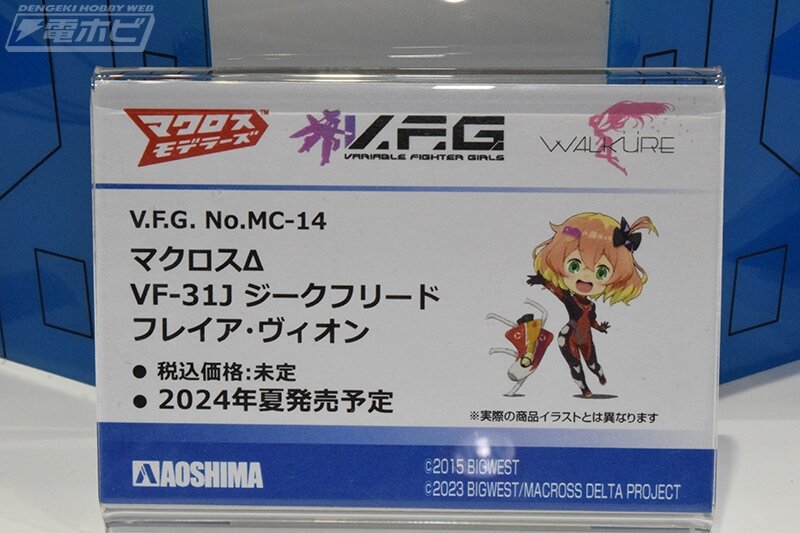 DENGEKI HOBBY WEB
電ホビ
マクロス™
モデラーズ
V.F.G.
VARIABLE FIGHTER GIRLS
WALKÜRE
V.F.G. No.MC-14
マクロスΔ
VF-31J ジークフリード
フレイア・ヴィオン
● 税込価格:未定
● 2024年夏発売予定
※実際の商品イラストとは異なります
AOSHIMA
©2015 BIGWEST
©2023 BIGWEST/MACROSS DELTA PROJECT